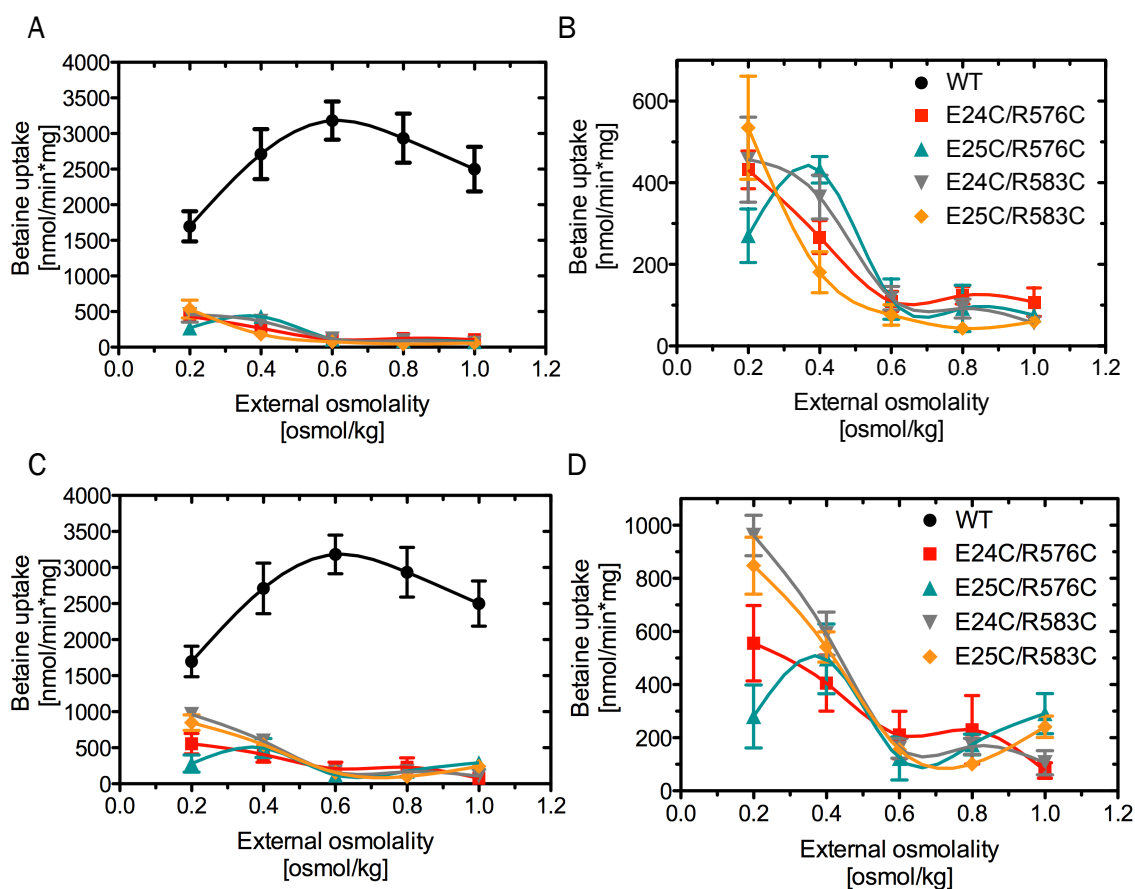 A
4000
3500
3000
2500
2000
1500
1000
500
0
Betaine uptake
[nmol/min*mg]
0.0 0.2 0.4 0.6 0.8 1.0 1.2
External osmolality
[osmol/kg]
B
600
400
200
0
Betaine uptake
[nmol/min*mg]
WT
E24C/R576C
E25C/R576C
E24C/R583C
E25C/R583C
0.0 0.2 0.4 0.6 0.8 1.0 1.2
External osmolality
[osmol/kg]
C
4000
3500
3000
2500
2000
1500
1000
500
0
Betaine uptake
[nmol/min*mg]
0.0 0.2 0.4 0.6 0.8 1.0 1.2
External osmolality
[osmol/kg]
D
1000
800
600
400
200
0
Betaine uptake
[nmol/min*mg]
WT
E24C/R576C
E25C/R576C
E24C/R583C
E25C/R583C
0.0 0.2 0.4 0.6 0.8 1.0 1.2
External osmolality
[osmol/kg]